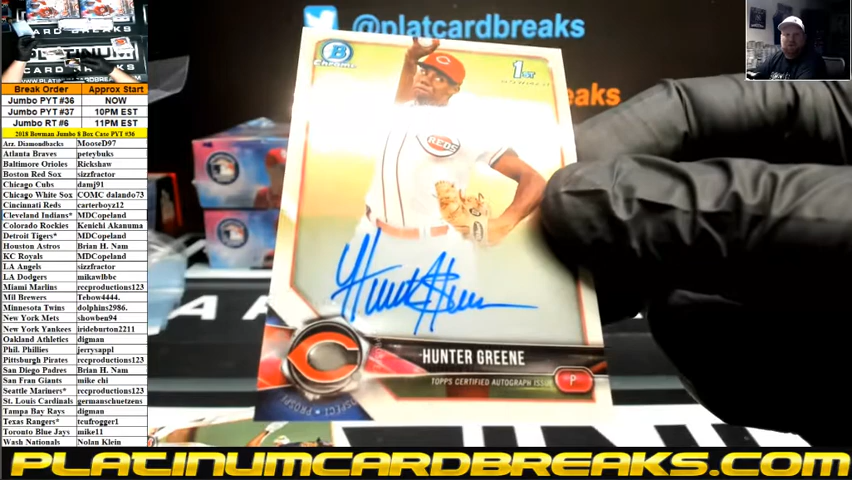 @platcardbreaks
Break Order Approx Start
Jumbo PYT #36 NOW
Jumbo PYT #37 10PM EST
Jumbo RT #6 11PM EST
2018 Bowman Jumbo 8 Box Case PYT #36
Arz. Diamondbacks MooseD97
Atlanta Braves peteybuks
Baltimore Orioles Rickshaw
Boston Red Sox sizzfractor
Chicago Cubs damj91
Chicago White Sox COMC dalando73
Cincinnati Reds carterboyz12
Cleveland Indians* MDCopeland
Colorado Rockies Kenichi Akanuma
Detroit Tigers* MDCopeland
Houston Astros Brian H. Nam
KC Royals MDCopeland
LA Angels sizzfractor
LA Dodgers mikawlbbc
Miami Marlins rccproductions123
Mil Brewers Tebow4444.
Minnesota Twins dolphins2986.
New York Mets showben94
New York Yankees irideburton2211
Oakland Athletics digman
Phil. Phillies jerrysappl
Pittsburgh Pirates rccproductions123
San Diego Padres Brian H. Nam
San Fran Giants mike chi
Seattle Mariners* rccproductions123
St. Louis Cardinals germanschuetzens
Tampa Bay Rays digman
Texas Rangers* tcufrogger1
Toronto Blue Jays mike11
Wash Nationals Nolan Klein
B
Bowman
Chrome
1ST
REDS
Hunter Greene
HUNTER GREENE
TOPPS CERTIFIED AUTOGRAPH ISSUE
P
PLATINUMCARDBREAKS.COM